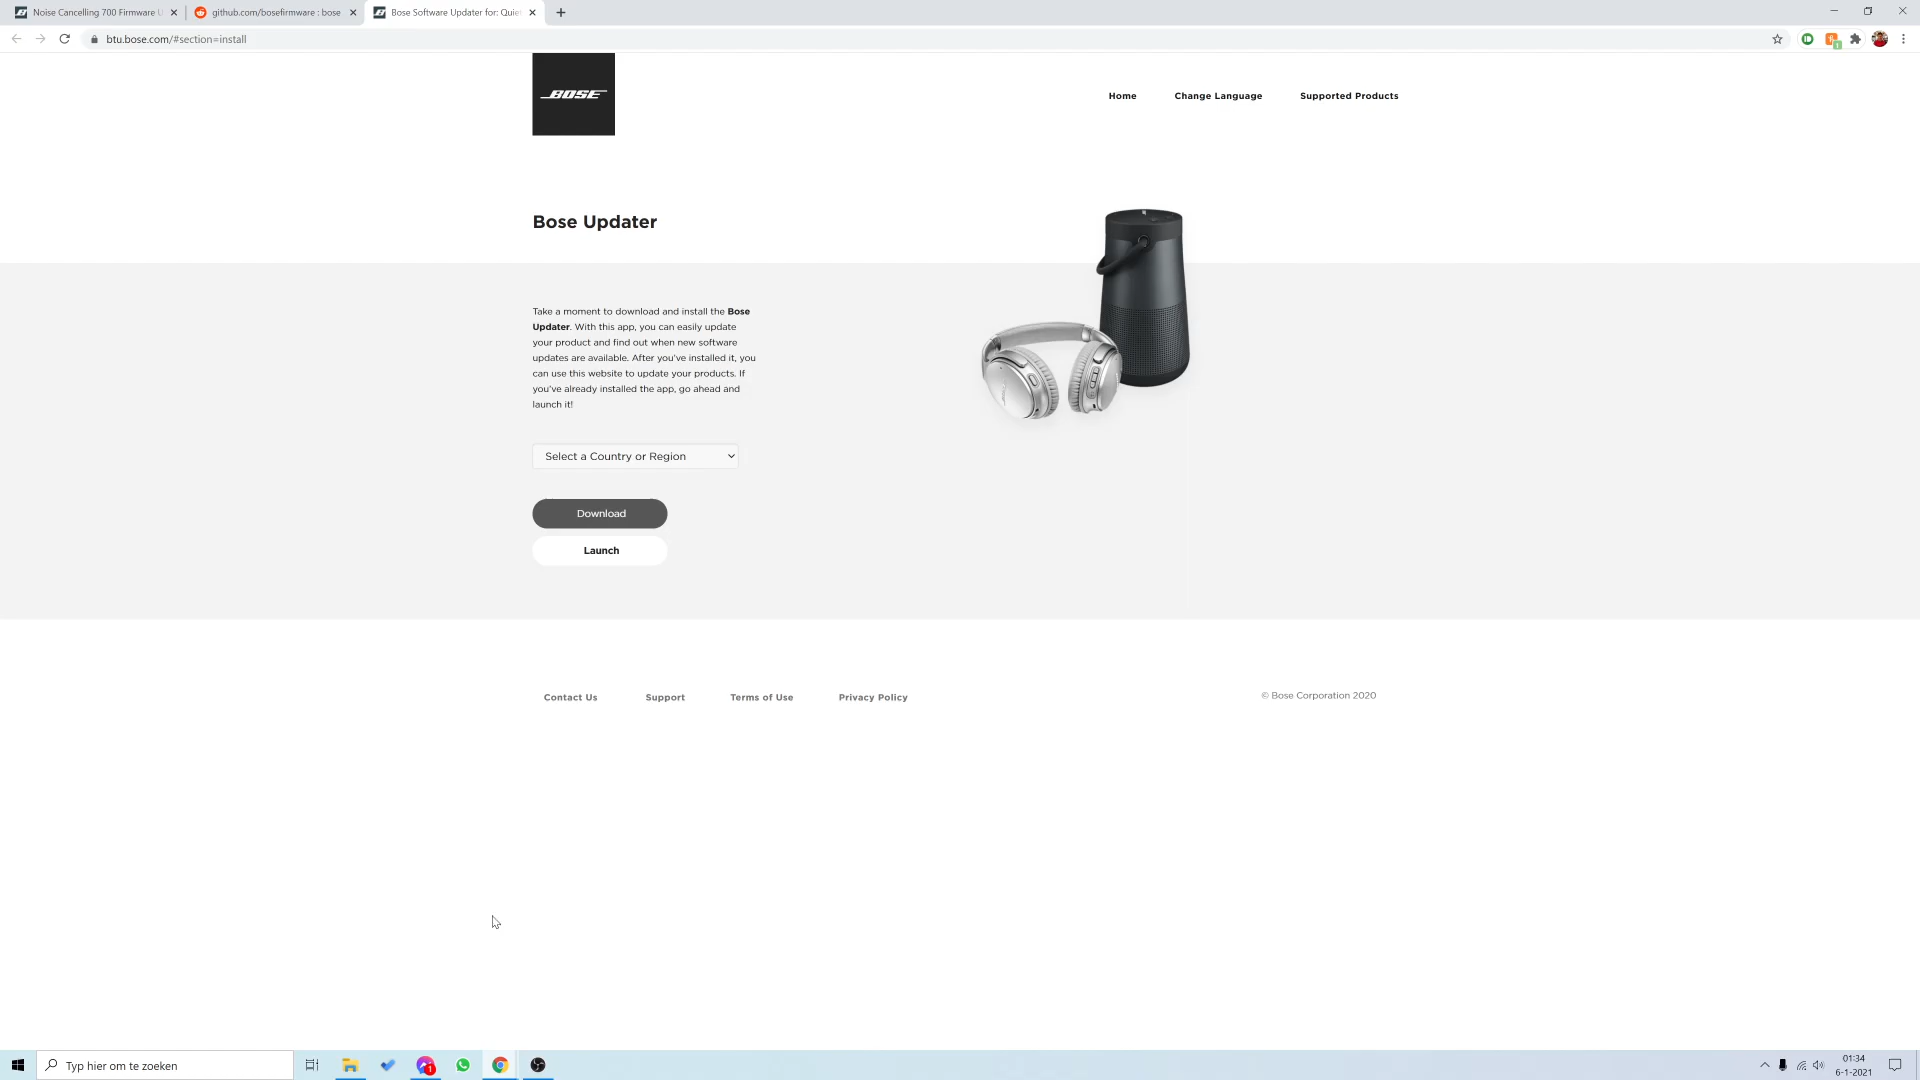 Noise Cancelling 700 Firmware U
github.com/bosefirmware : bose
Bose Software Updater for: Quie
btu.bose.com/#section=install
1
BOSE
Home
Change Language
Supported Products
Bose Updater
Take a moment to download and install the Bose
Updater. With this app, you can easily update
your product and find out when new software
updates are available. After you've installed it, you
can use this website to update your products. If
you've already installed the app, go ahead and
launch it!
Select a Country or Region
Download
Launch
Contact Us
Support
Terms of Use
Privacy Policy
© Bose Corporation 2020
Typ hier om te zoeken
1
01:34
6-1-2021